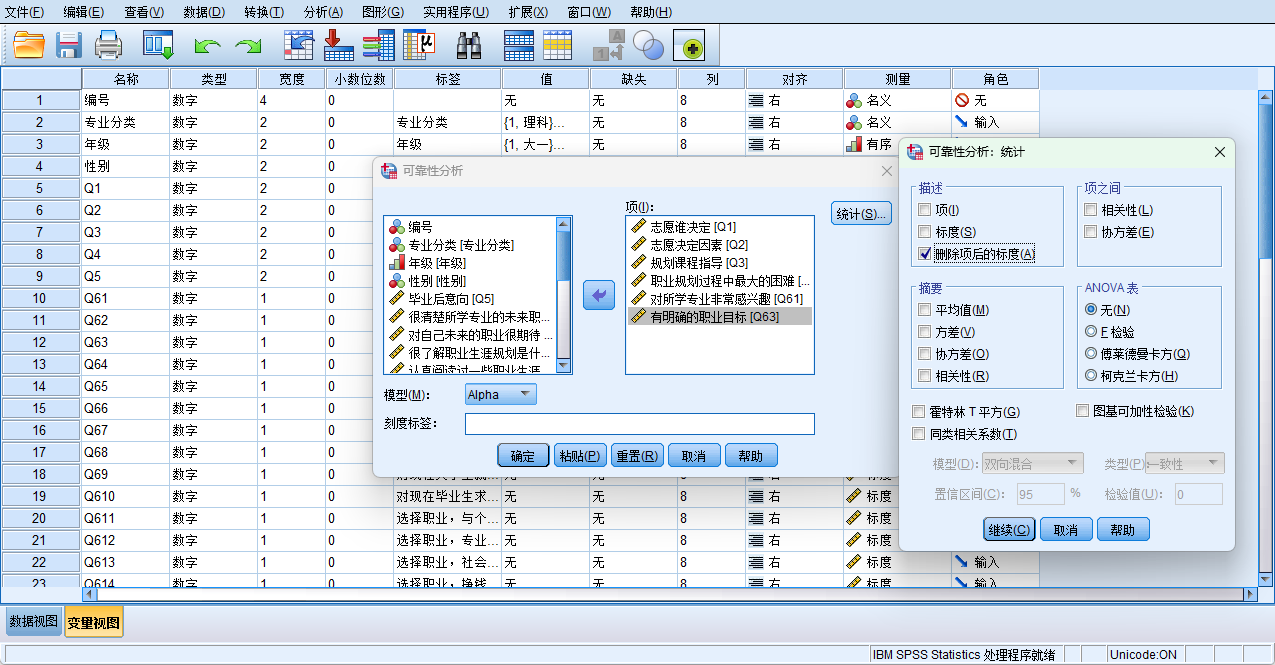 文件(F) 编辑(E) 查看(V) 数据(D) 转换(T) 分析(A) 图形(G) 实用程序(U) 扩展(X) 窗口(W) 帮助(H)
名称 类型 宽度 小数位数 标签 值 缺失 列 对齐 测量 角色
1 编号 数字 4 0 无 无 8 右 名义 无
2 专业分类 数字 2 0 专业分类 {1, 理科}... 无 8 右 名义 输入
3 年级 数字 2 0 年级 {1, 大一}... 无 8 右 有序
4 性别 数字 2 0
5 Q1 数字 2 0
6 Q2 数字 2 0
7 Q3 数字 2 0
8 Q4 数字 2 0
9 Q5 数字 2 0
10 Q61 数字 1 0
11 Q62 数字 1 0
12 Q63 数字 1 0
13 Q64 数字 1 0
14 Q65 数字 1 0
15 Q66 数字 1 0
16 Q67 数字 1 0
17 Q68 数字 1 0
18 Q69 数字 1 0
19 Q610 数字 1 0 对现在毕业生求... 无 无 8 右 标度
20 Q611 数字 1 0 选择职业，与个... 无 无 8 右 标度
21 Q612 数字 1 0 选择职业，专业... 无 无 8 右 标度
22 Q613 数字 1 0 选择职业，社会... 无 无 8 右 标度 输入
23 Q614 数字 1 0 选择职业，挣钱... 无 无 8 右 标度 输入
可靠性分析
项(I):
编号
专业分类 [专业分类]
年级 [年级]
性别 [性别]
毕业后意向 [Q5]
很清楚所学专业的未来职...
对自己未来的职业很期待 ...
很了解职业生涯规划是什...
认真阅读过一些职业生涯
志愿谁决定 [Q1]
志愿决定因素 [Q2]
规划课程指导 [Q3]
职业规划过程中最大的困难 [...
对所学专业非常感兴趣 [Q61]
有明确的职业目标 [Q63]
统计(S)...
模型(M): Alpha
刻度标签:
确定 粘贴(P) 重置(R) 取消 帮助
可靠性分析: 统计
描述
项(I)
标度(S)
删除项后的标度(A)
项之间
相关性(L)
协方差(E)
摘要
平均值(M)
方差(V)
协方差(O)
相关性(R)
ANOVA 表
无(N)
F 检验
傅莱德曼卡方(Q)
柯克兰卡方(H)
霍特林 T 平方(G) 图基可加性检验(K)
同类相关系数(T)
模型(D): 双向混合 类型(P): 一致性
置信区间(C): 95 % 检验值(U): 0
继续(C) 取消 帮助
数据视图 变量视图
IBM SPSS Statistics 处理程序就绪 Unicode:ON